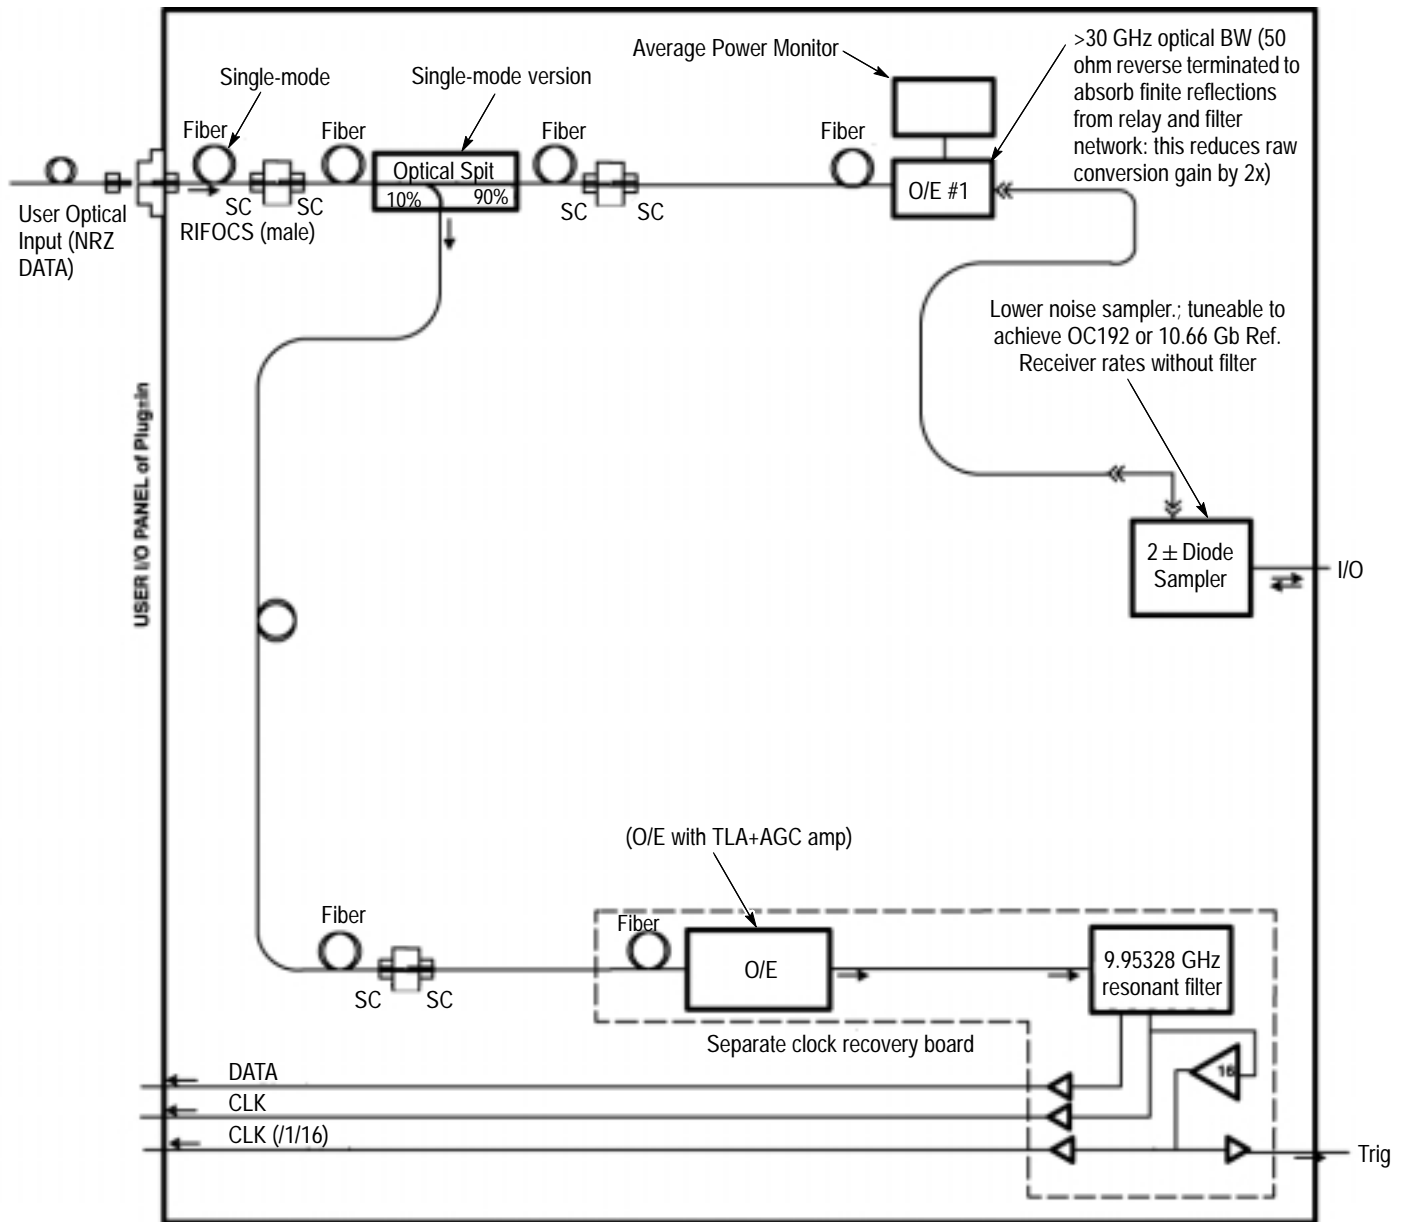 Average Power Monitor
>30 GHz optical BW (50
ohm reverse terminated to
absorb finite reflections
from relay and filter
network: this reduces raw
conversion gain by 2x)
Single-mode
Single-mode version
Fiber
Fiber
Fiber
Fiber
Optical Spit
10%
90%
O/E #1
SC
SC
SC
SC
User Optical
Input (NRZ
DATA)
RIFOCS (male)
Lower noise sampler.; tuneable to
achieve OC192 or 10.66 Gb Ref.
Receiver rates without filter
USER I/O PANEL of Plug±in
2 ± Diode
Sampler
I/O
(O/E with TLA+AGC amp)
Fiber
Fiber
O/E
9.95328 GHz
resonant filter
SC
SC
Separate clock recovery board
16
DATA
CLK
CLK (/1/16)
Trig